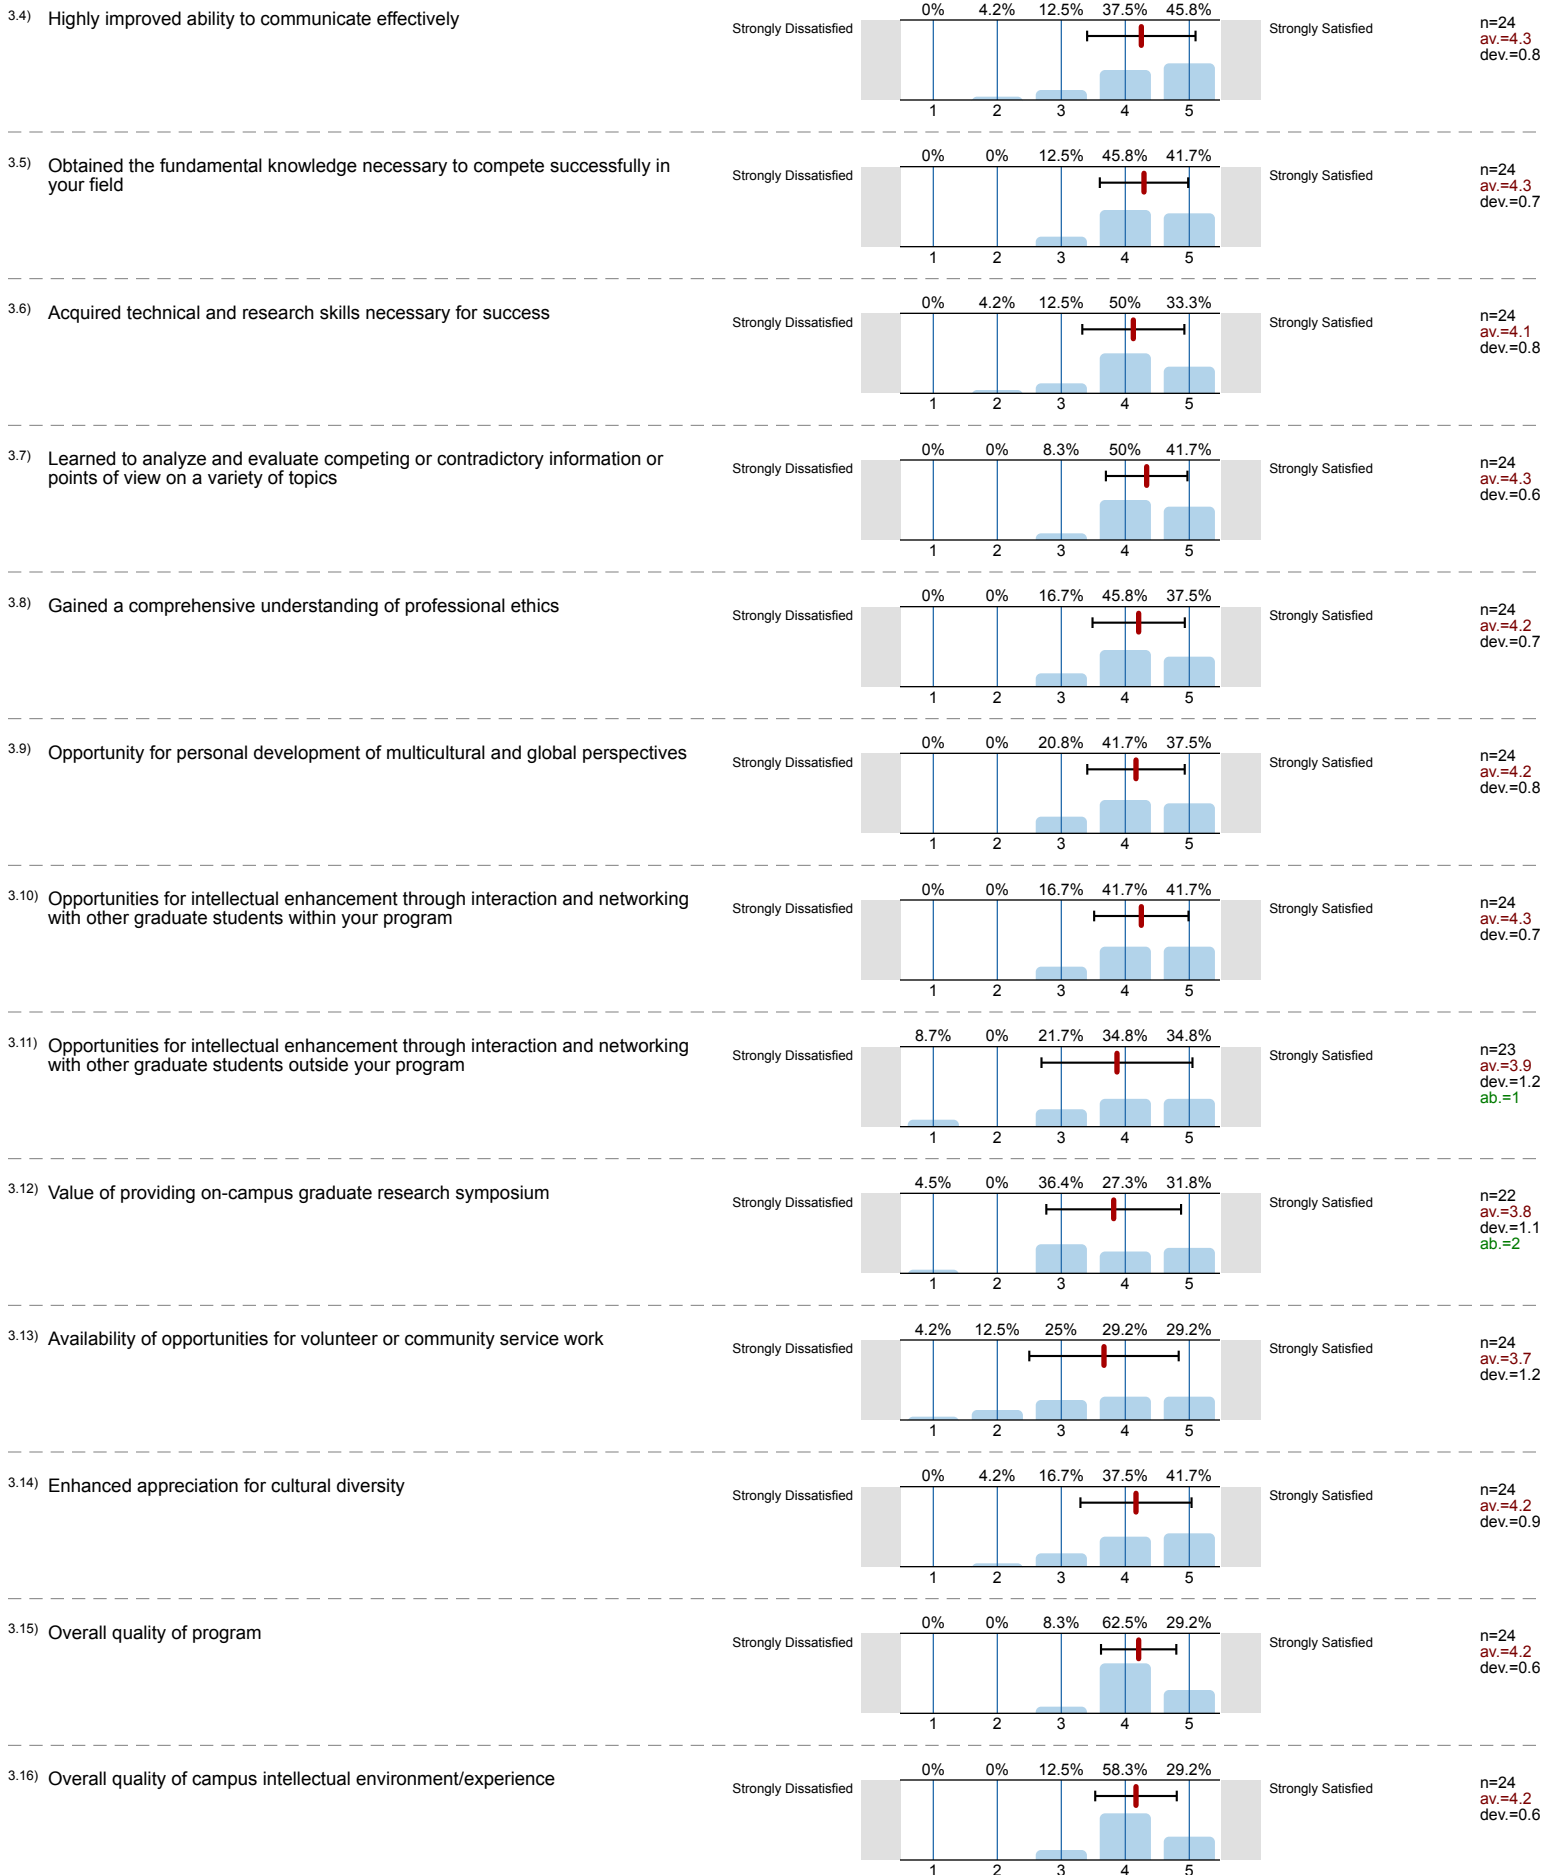 3.4) Highly improved ability to communicate effectively
Strongly Dissatisfied
0% 4.2% 12.5% 37.5% 45.8%
1 2 3 4 5
Strongly Satisfied
n=24
av.=4.3
dev.=0.8
3.5) Obtained the fundamental knowledge necessary to compete successfully in
your field
Strongly Dissatisfied
0% 0% 12.5% 45.8% 41.7%
1 2 3 4 5
Strongly Satisfied
n=24
av.=4.3
dev.=0.7
3.6) Acquired technical and research skills necessary for success
Strongly Dissatisfied
0% 4.2% 12.5% 50% 33.3%
1 2 3 4 5
Strongly Satisfied
n=24
av.=4.1
dev.=0.8
3.7) Learned to analyze and evaluate competing or contradictory information or
points of view on a variety of topics
Strongly Dissatisfied
0% 0% 8.3% 50% 41.7%
1 2 3 4 5
Strongly Satisfied
n=24
av.=4.3
dev.=0.6
3.8) Gained a comprehensive understanding of professional ethics
Strongly Dissatisfied
0% 0% 16.7% 45.8% 37.5%
1 2 3 4 5
Strongly Satisfied
n=24
av.=4.2
dev.=0.7
3.9) Opportunity for personal development of multicultural and global perspectives
Strongly Dissatisfied
0% 0% 20.8% 41.7% 37.5%
1 2 3 4 5
Strongly Satisfied
n=24
av.=4.2
dev.=0.8
3.10) Opportunities for intellectual enhancement through interaction and networking
with other graduate students within your program
Strongly Dissatisfied
0% 0% 16.7% 41.7% 41.7%
1 2 3 4 5
Strongly Satisfied
n=24
av.=4.3
dev.=0.7
3.11) Opportunities for intellectual enhancement through interaction and networking
with other graduate students outside your program
Strongly Dissatisfied
8.7% 0% 21.7% 34.8% 34.8%
1 2 3 4 5
Strongly Satisfied
n=23
av.=3.9
dev.=1.2
ab.=1
3.12) Value of providing on-campus graduate research symposium
Strongly Dissatisfied
4.5% 0% 36.4% 27.3% 31.8%
1 2 3 4 5
Strongly Satisfied
n=22
av.=3.8
dev.=1.1
ab.=2
3.13) Availability of opportunities for volunteer or community service work
Strongly Dissatisfied
4.2% 12.5% 25% 29.2% 29.2%
1 2 3 4 5
Strongly Satisfied
n=24
av.=3.7
dev.=1.2
3.14) Enhanced appreciation for cultural diversity
Strongly Dissatisfied
0% 4.2% 16.7% 37.5% 41.7%
1 2 3 4 5
Strongly Satisfied
n=24
av.=4.2
dev.=0.9
3.15) Overall quality of program
Strongly Dissatisfied
0% 0% 8.3% 62.5% 29.2%
1 2 3 4 5
Strongly Satisfied
n=24
av.=4.2
dev.=0.6
3.16) Overall quality of campus intellectual environment/experience
Strongly Dissatisfied
0% 0% 12.5% 58.3% 29.2%
1 2 3 4 5
Strongly Satisfied
n=24
av.=4.2
dev.=0.6